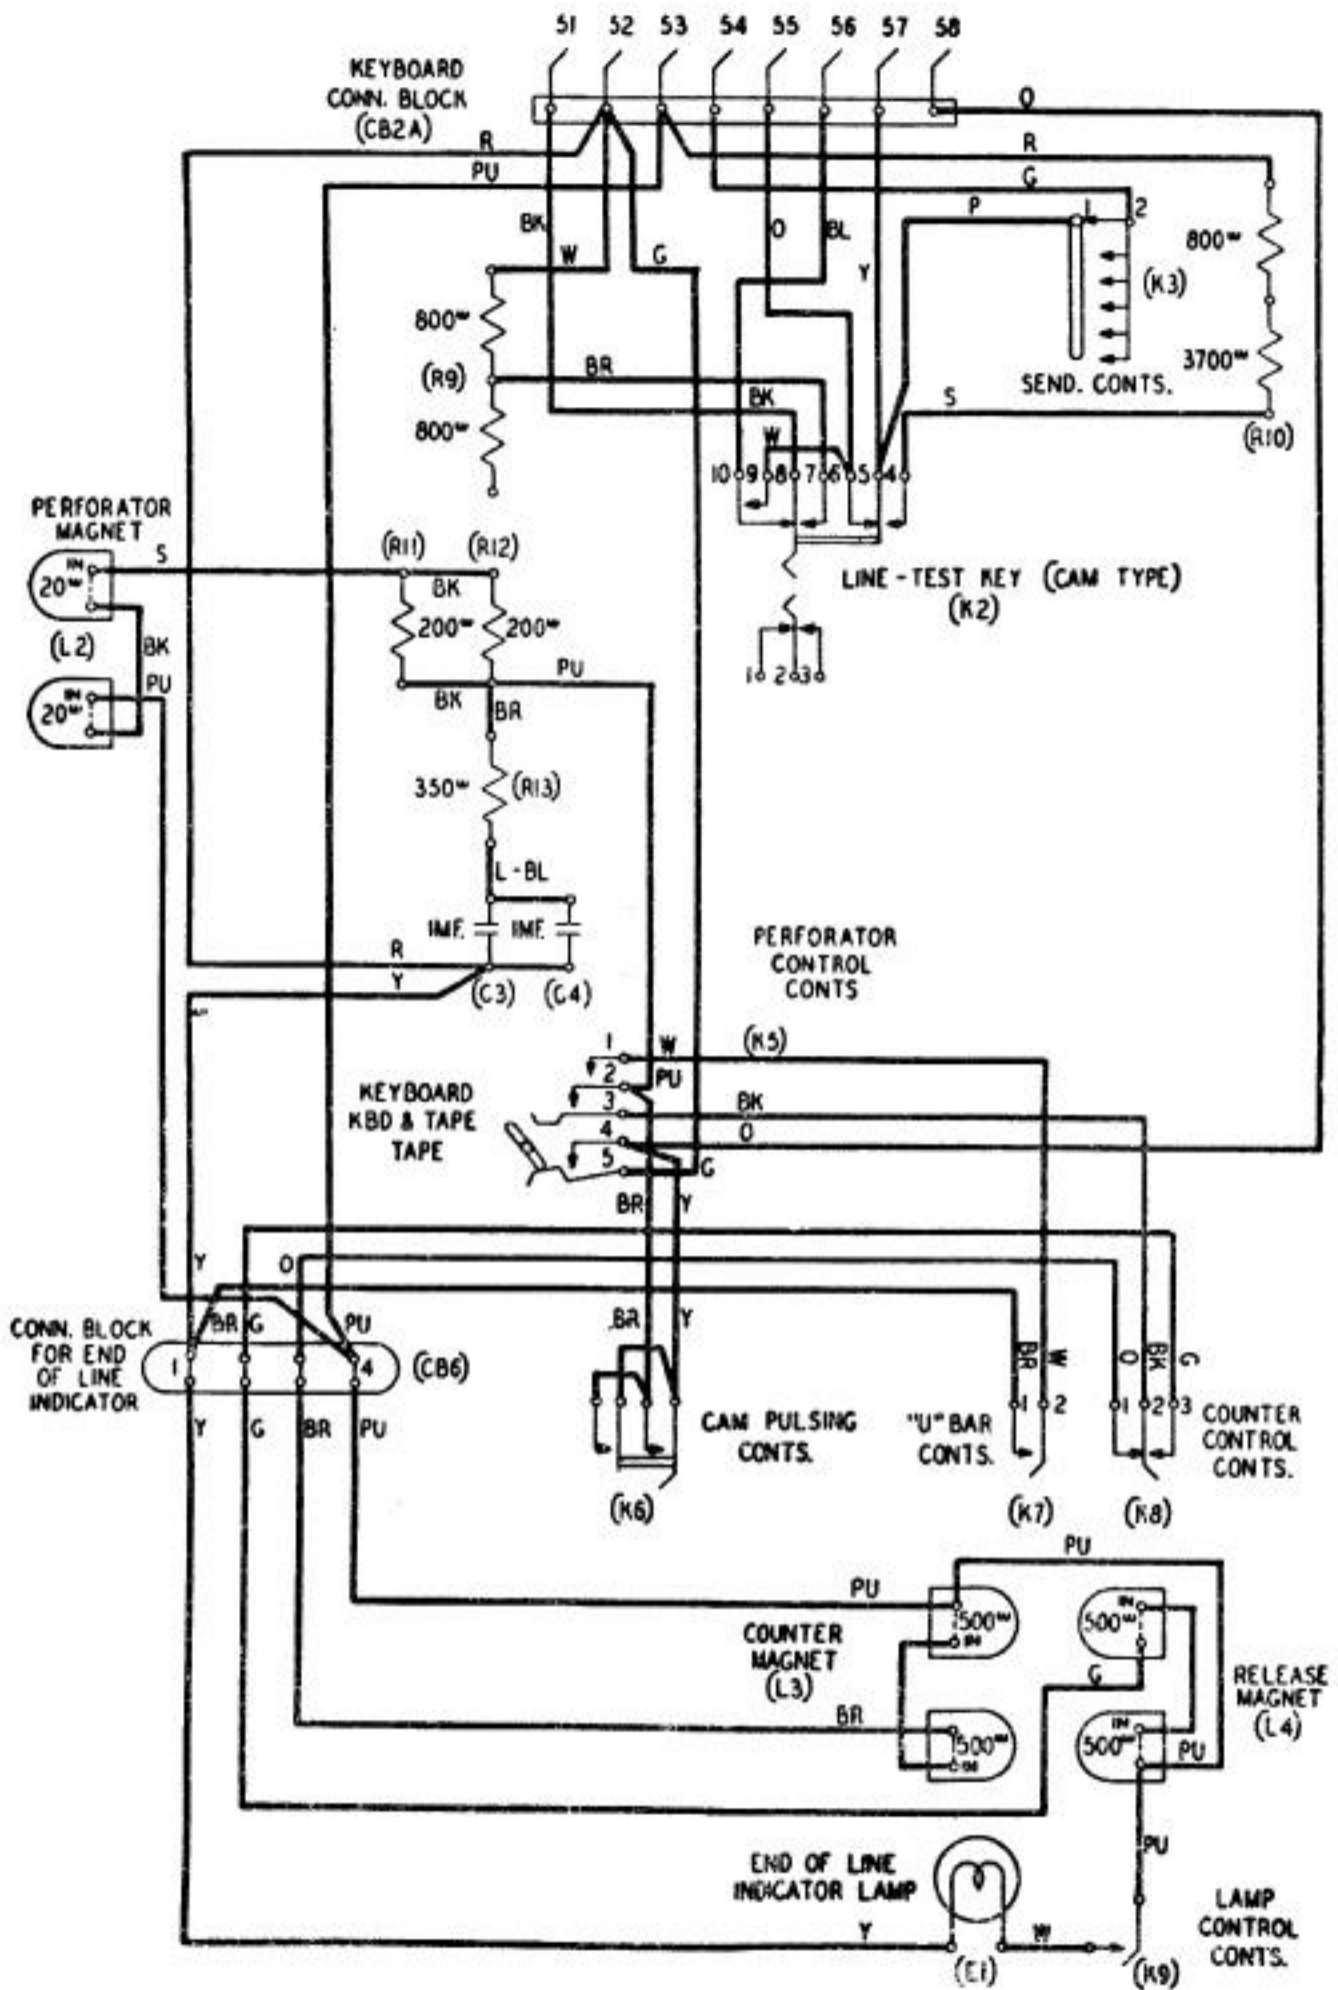 51 52 53 54 55 56 57 58
KEYBOARD
CONN. BLOCK
(CB2A)
O
R
R
PU
G
P
1 2
BK
W
G
O
BL
Y
800ω
(K3)
800ω
(R9)
BR
3700ω
SEND. CONTS.
BK
S
800ω
W
(R10)
10 9 8 7 6 5 4
PERFORATOR
MAGNET
S
(R11) (R12)
IN
20ω
BK
LINE-TEST KEY (CAM TYPE)
(K2)
200ω
200ω
(L2)
BK
PU
PU
1 2 3
IN
20ω
BK
BR
350ω
(R13)
L-BL
1MF. 1MF.
PERFORATOR
CONTROL
CONTS
R
Y
(C3) (C4)
1
W
(K5)
2
PU
KEYBOARD
KBD & TAPE
TAPE
3
BK
4
O
5
G
BR
Y
Y
O
BR
G
PU
BR
Y
CONN. BLOCK
FOR END
OF LINE
INDICATOR
1
4
(CB6)
BR
W
O
BK
G
Y
G
BR
PU
CAM PULSING
CONTS.
"U" BAR
CONTS.
1 2
1 2 3
COUNTER
CONTROL
CONTS.
(K6)
(K7)
(K8)
PU
PU
500ω
IN
IN
500ω
COUNTER
MAGNET
(L3)
G
RELEASE
MAGNET
(L4)
BR
500ω
IN
IN
500ω
PU
PU
END OF LINE
INDICATOR LAMP
LAMP
CONTROL
CONTS.
Y
(E1)
W
(K9)